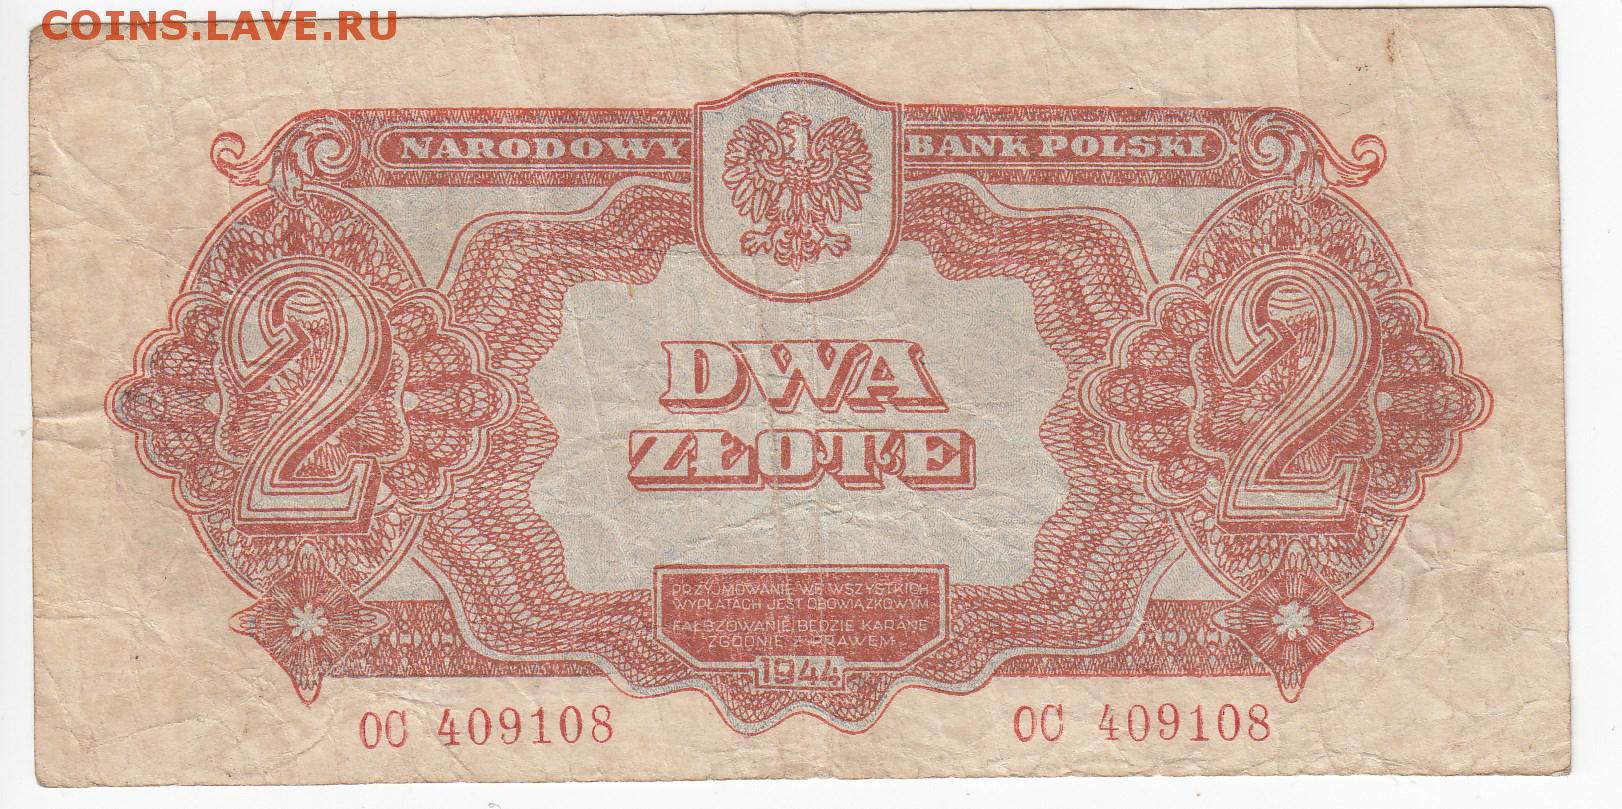 COINS.LAVE.RU
NARODOWY BANK POLSKI
2 2
DWA
ZŁOTE
PRZYJMOWANIE WE WSZYSTKICH
WYPŁATACH JEST OBOWIĄZKOWYM
FAŁSZOWANIE BĘDZIE KARANE
ZGODNIE Z PRAWEM
1944
OC 409108 OC 409108